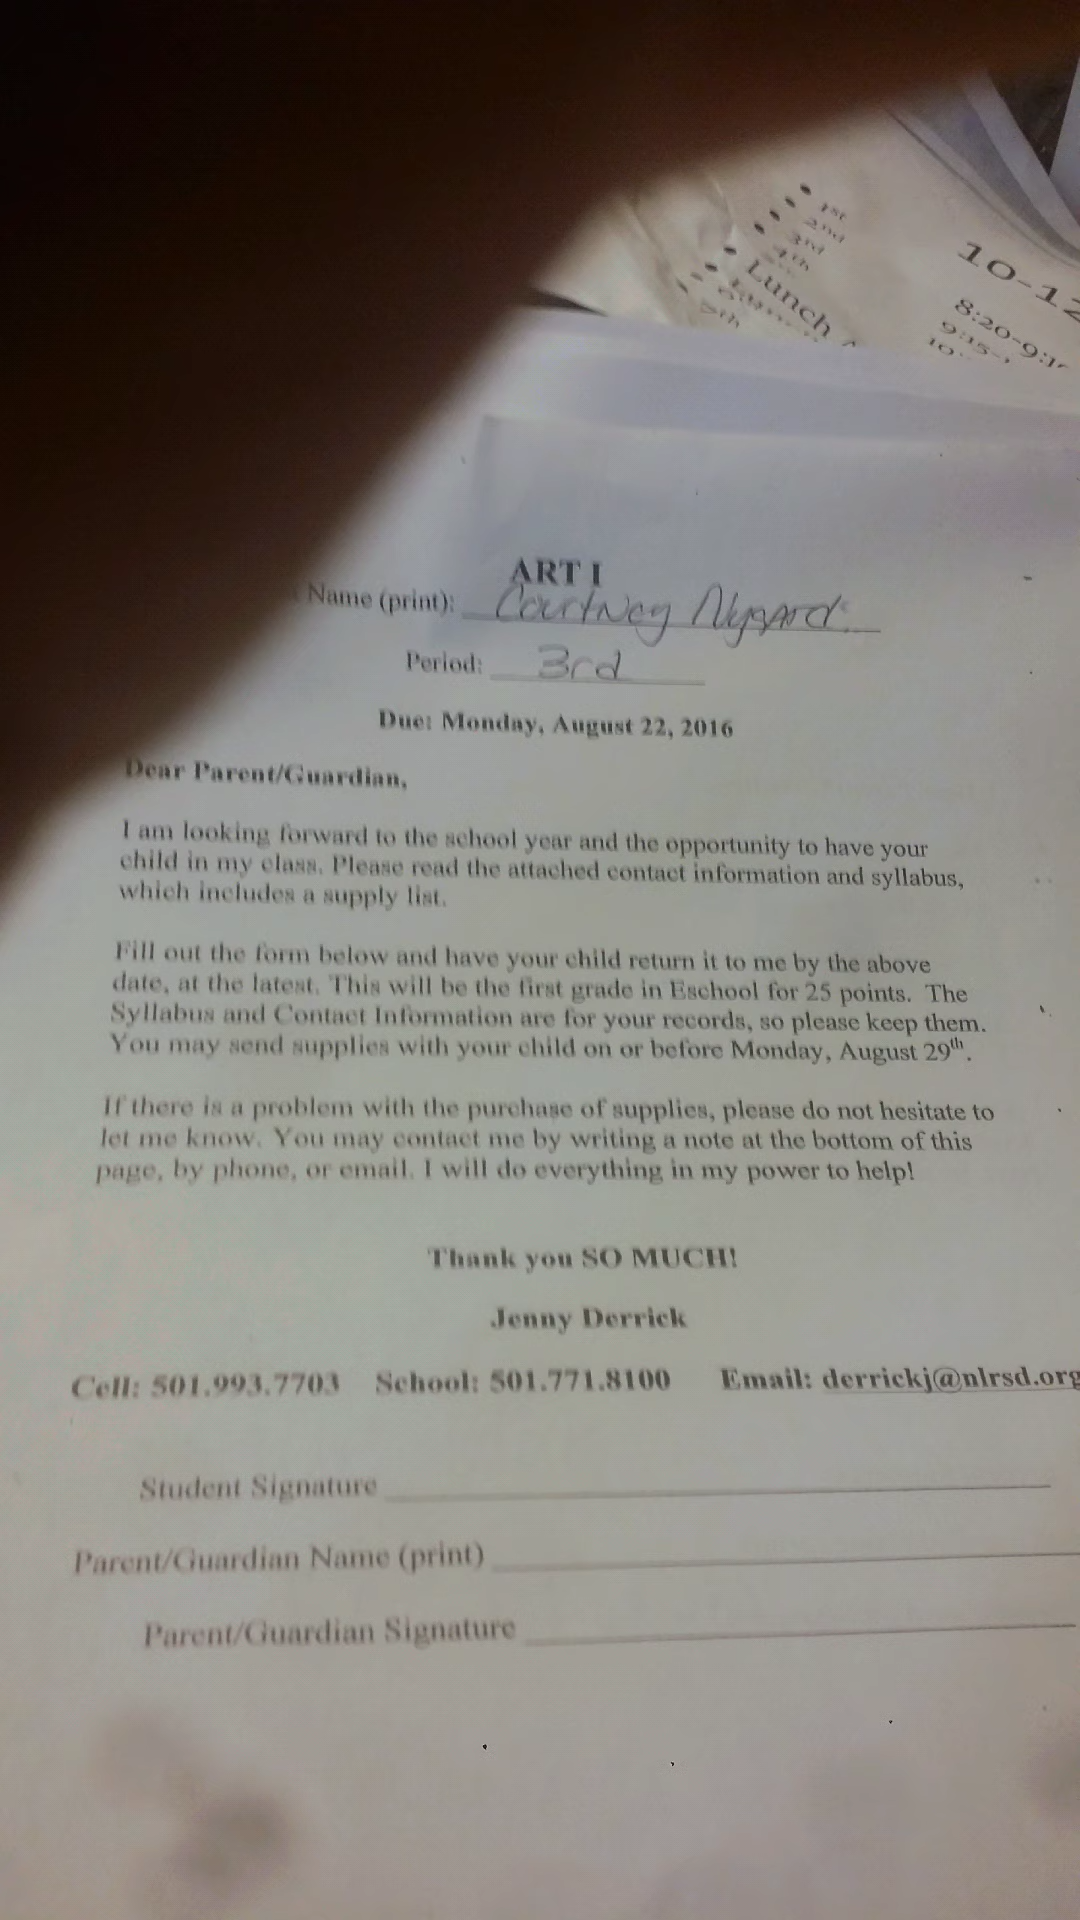 1st
2nd
3rd
4th
Lunch
7th
10-12
8:20-9:1
9:15-
10
ART I
Name (print): Courtney Nygard
Period: 3rd
Due: Monday, August 22, 2016
Dear Parent/Guardian,
I am looking forward to the school year and the opportunity to have your
child in my class. Please read the attached contact information and syllabus,
which includes a supply list.
Fill out the form below and have your child return it to me by the above
date, at the latest. This will be the first grade in Eschool for 25 points. The
Syllabus and Contact Information are for your records, so please keep them.
You may send supplies with your child on or before Monday, August 29th.
If there is a problem with the purchase of supplies, please do not hesitate to
let me know. You may contact me by writing a note at the bottom of this
page, by phone, or email. I will do everything in my power to help!
Thank you SO MUCH!
Jenny Derrick
Cell: 501.993.7703 School: 501.771.8100 Email: derrickj@nlrsd.org
Student Signature
Parent/Guardian Name (print)
Parent/Guardian Signature